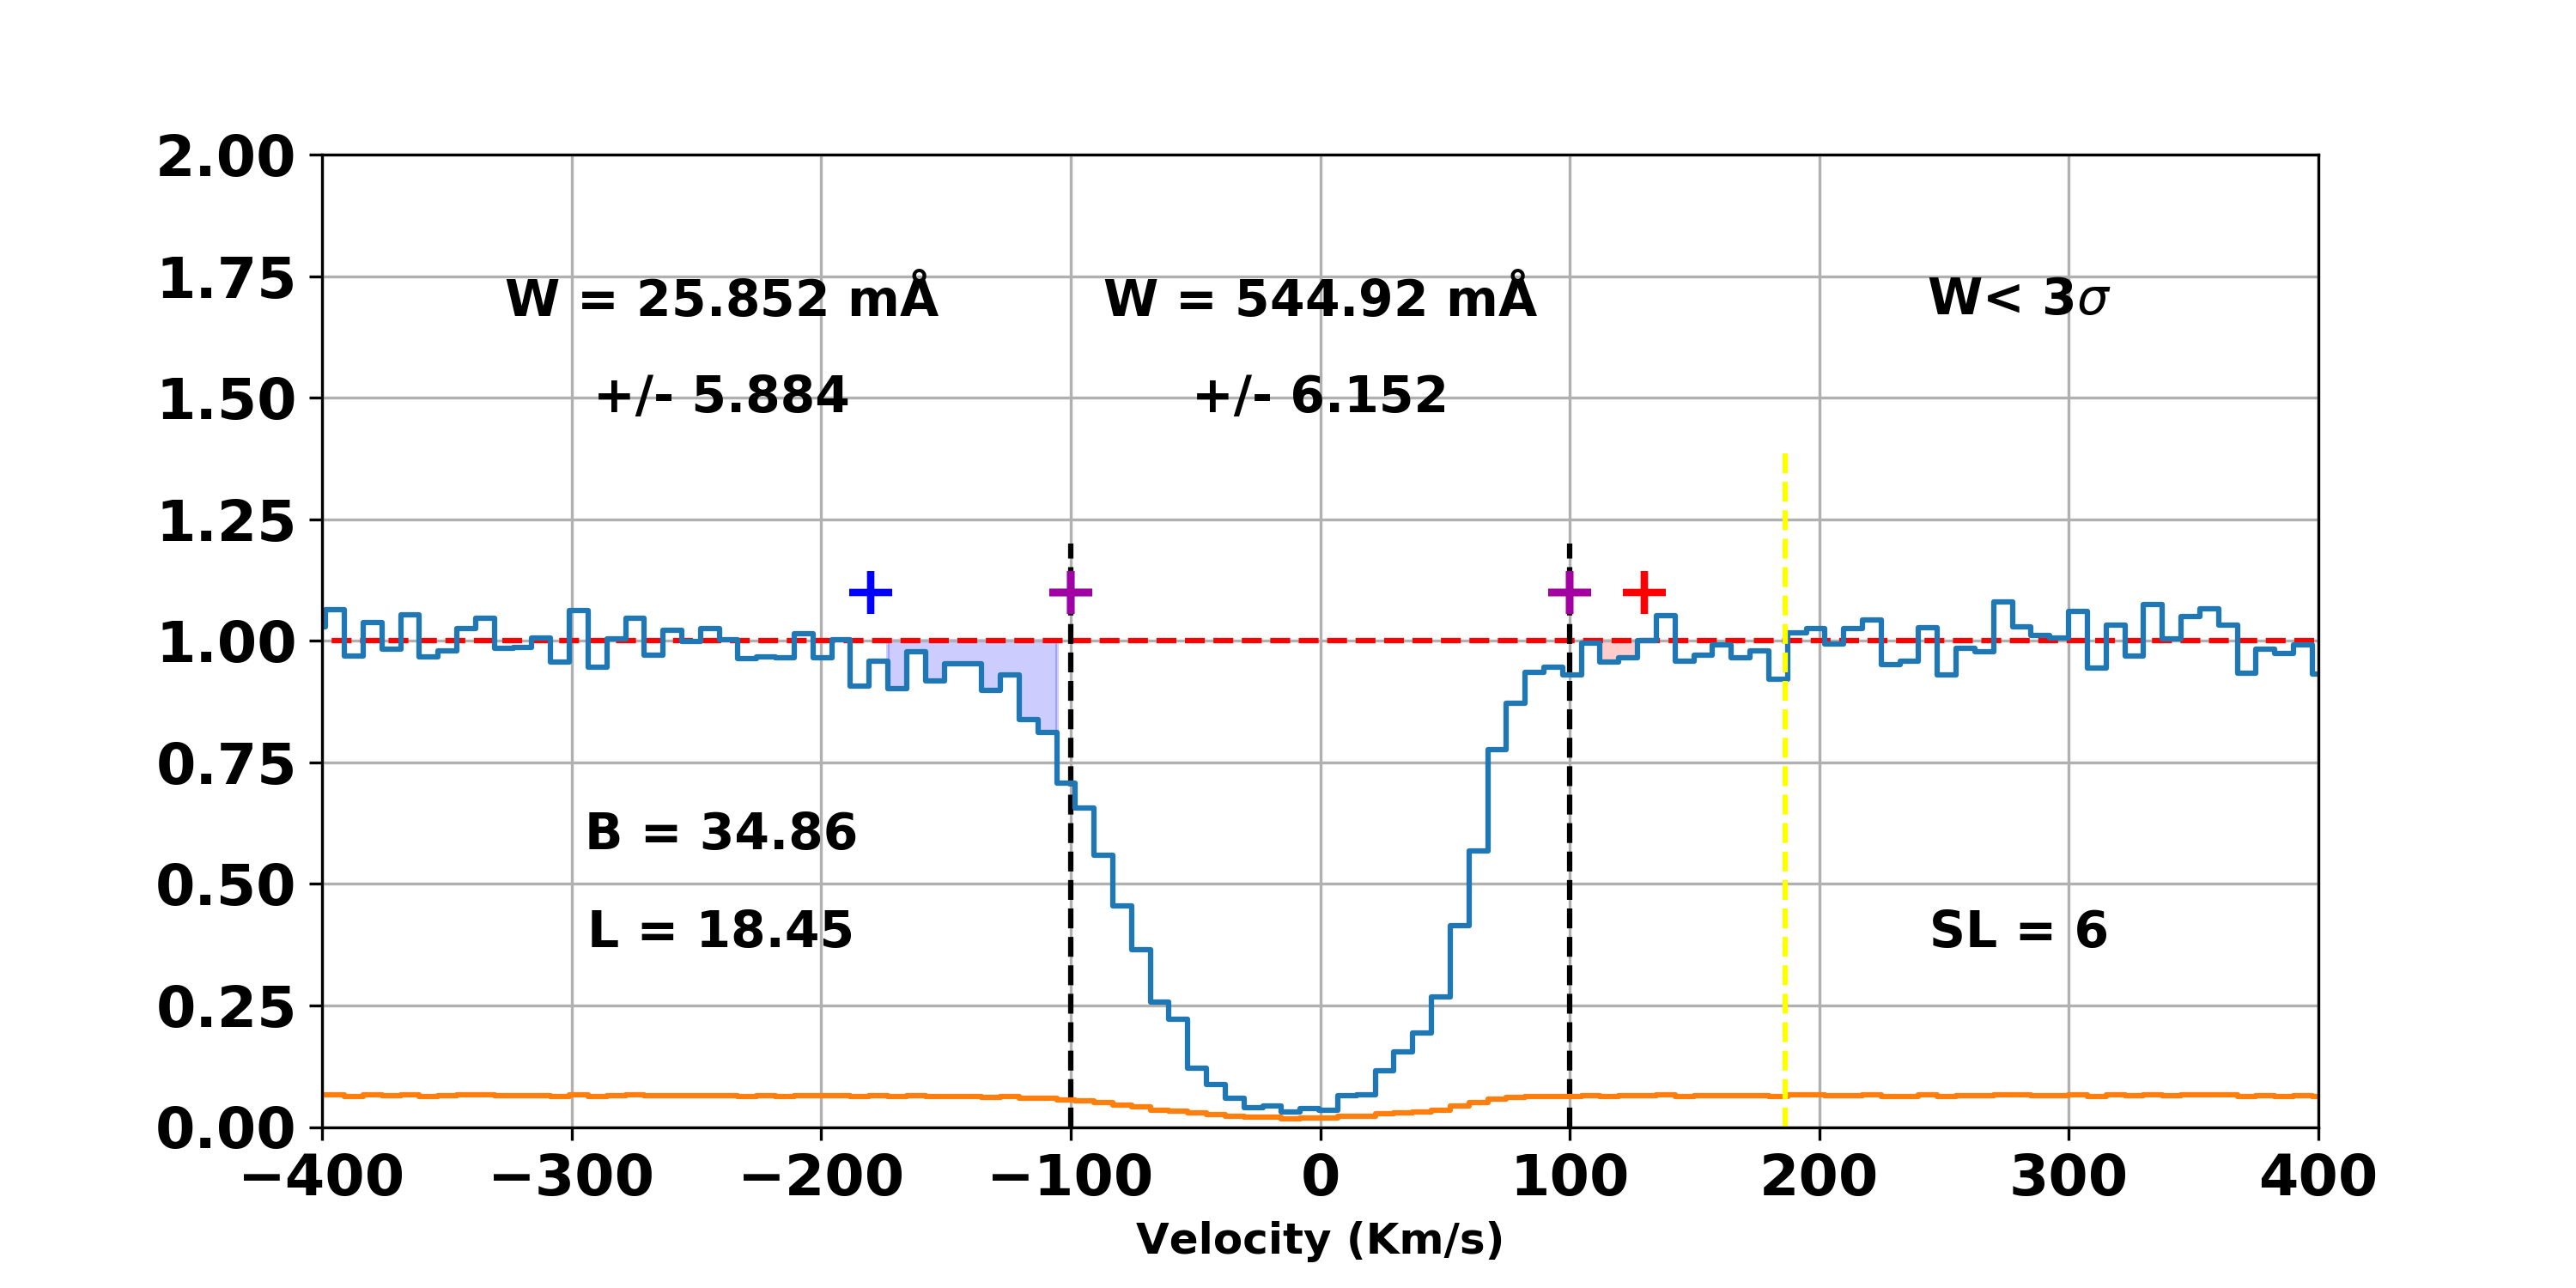 2.00
1.75
W = 25.852 mÅ
W = 544.92 mÅ
W< 3σ
1.50
+/- 5.884
+/- 6.152
1.25
1.00
0.75
B = 34.86
0.50
L = 18.45
SL = 6
0.25
0.00
−400 −300 −200 −100 0 100 200 300 400
Velocity (Km/s)